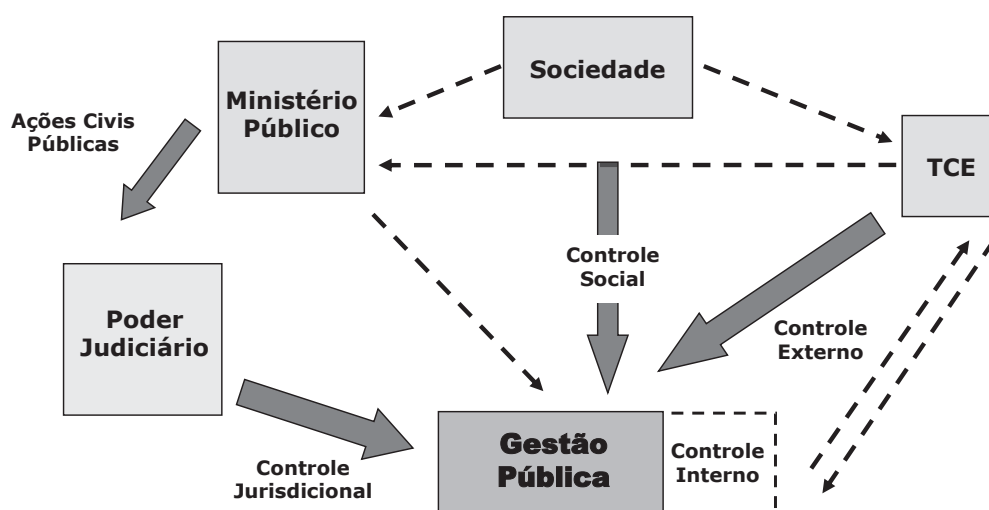 Sociedade
Ministério
Público
Ações Civis
Públicas
TCE
Controle
Social
Poder
Judiciário
Controle
Externo
Gestão
Pública
Controle
Interno
Controle
Jurisdicional